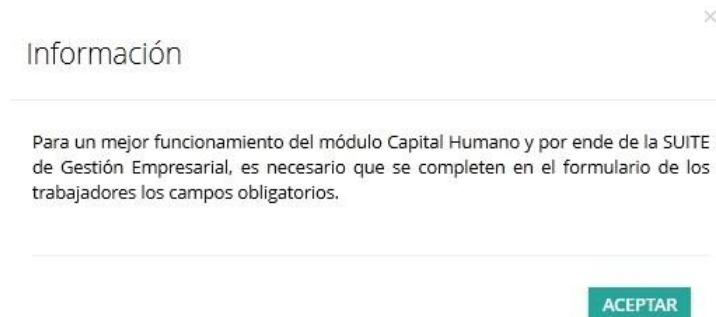 Información
Para un mejor funcionamiento del módulo Capital Humano y por ende de la SUITE
de Gestión Empresarial, es necesario que se completen en el formulario de los
trabajadores los campos obligatorios.
ACEPTAR